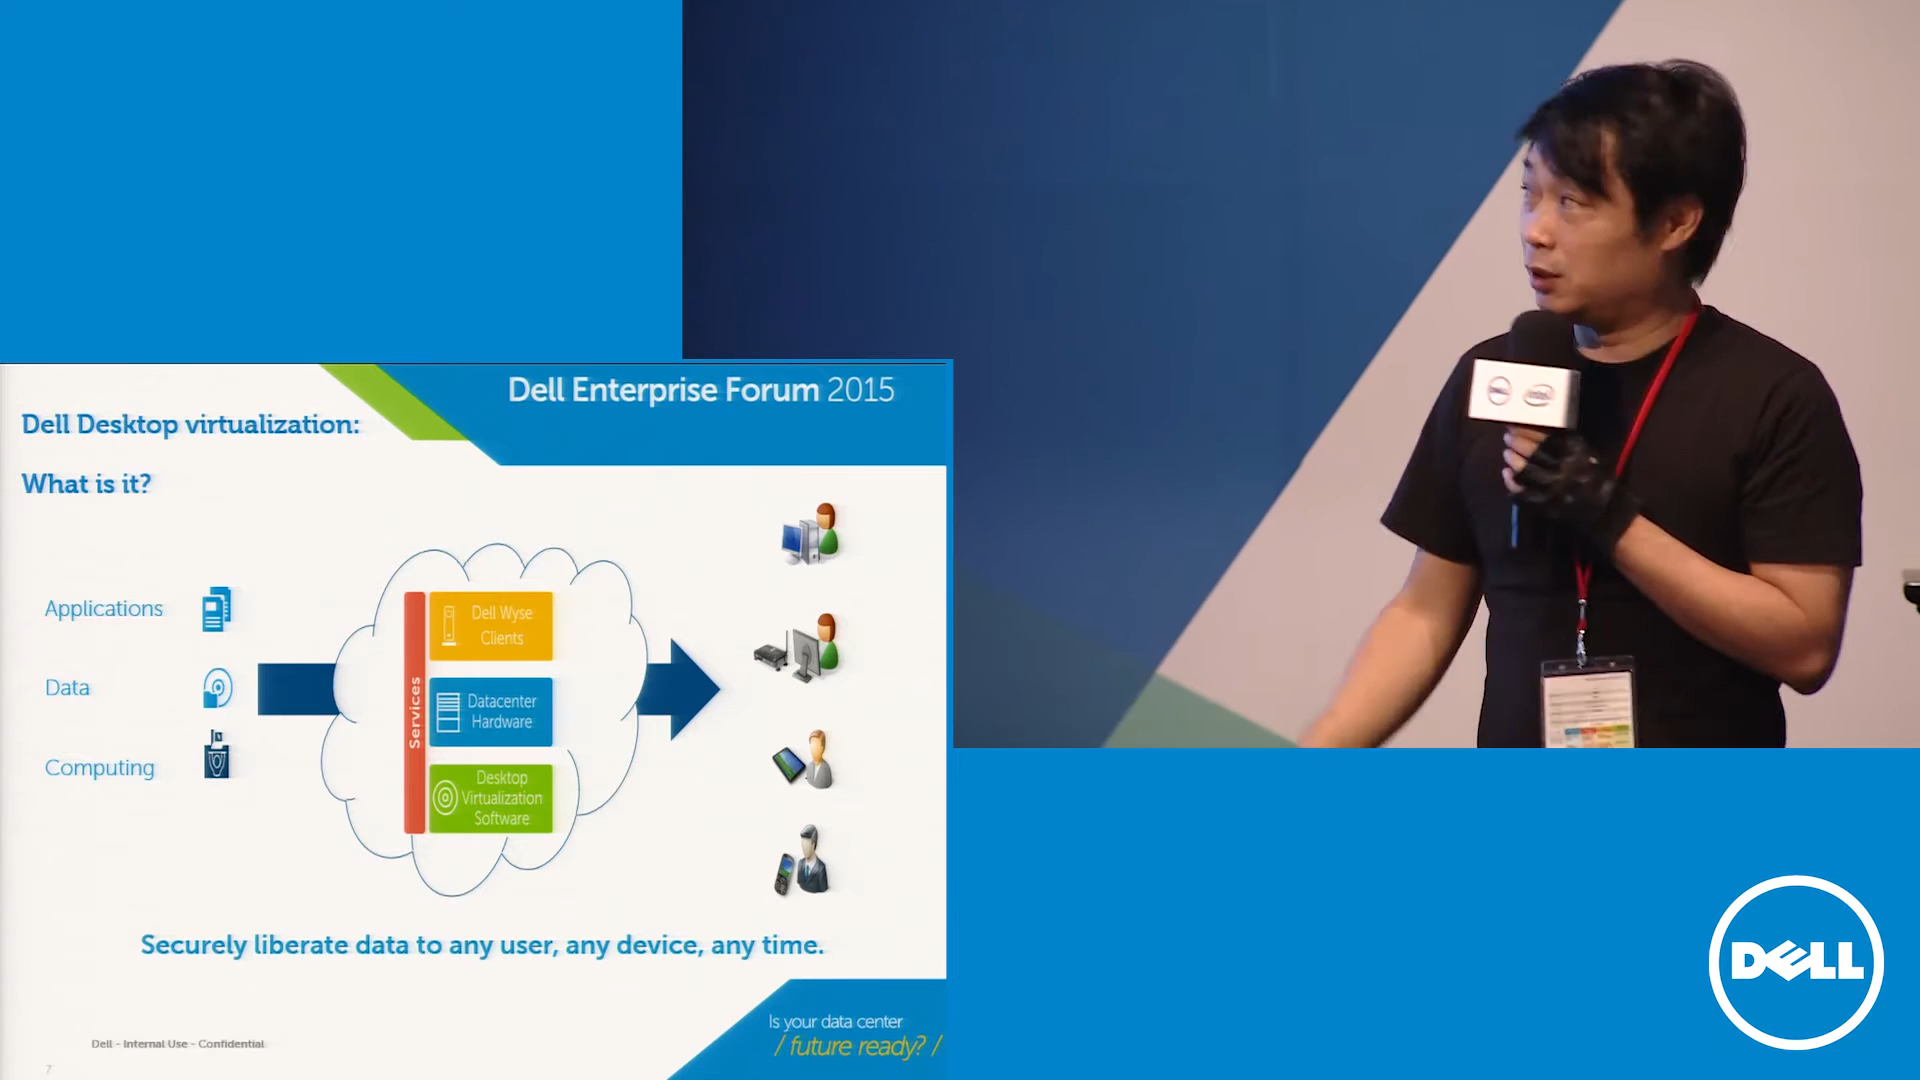 Dell Enterprise Forum 2015
Dell Desktop virtualization:
What is it?
Applications
Data
Computing
Services
Dell Wyse
Clients
Datacenter
Hardware
Desktop
Virtualization
Software
Securely liberate data to any user, any device, any time.
Is your data center
/ future ready? /
Dell - Internal Use - Confidential
7
DELL